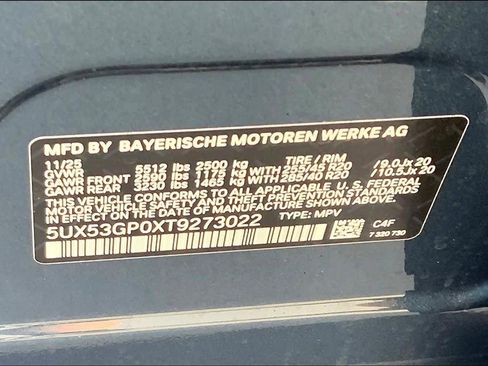 MFD BY BAYERISCHE MOTOREN WERKE AG
11/25 TIRE / RIM
GVWR 5512 lbs 2500 kg
GAWR FRONT 2590 lbs 1175 kg WITH 255/45 R20 /9.0Jx20
GAWR REAR 3230 lbs 1465 kg WITH 285/40 R20 /10.5Jx20
THIS VEHICLE CONFORMS TO ALL APPLICABLE U.S. FEDERAL
MOTOR VEHICLE SAFETY AND THEFT PREVENTION STANDARDS
IN EFFECT ON THE DATE OF MANUFACTURE SHOWN ABOVE.
5UX53GP0XT9273022 TYPE: MPV
C4F
7 320 730